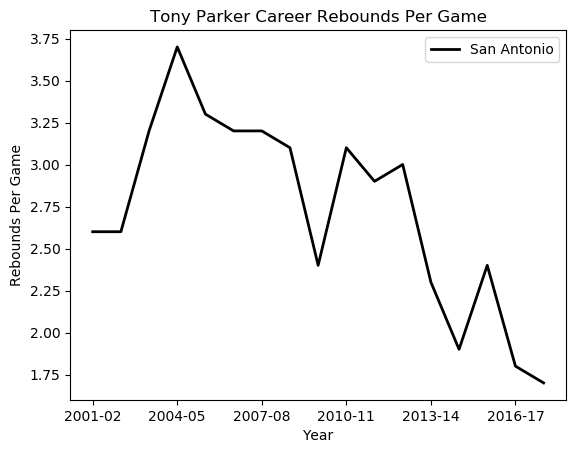 Tony Parker Career Rebounds Per Game
San Antonio
Rebounds Per Game
3.75
3.50
3.25
3.00
2.75
2.50
2.25
2.00
1.75
2001-02 2004-05 2007-08 2010-11 2013-14 2016-17
Year